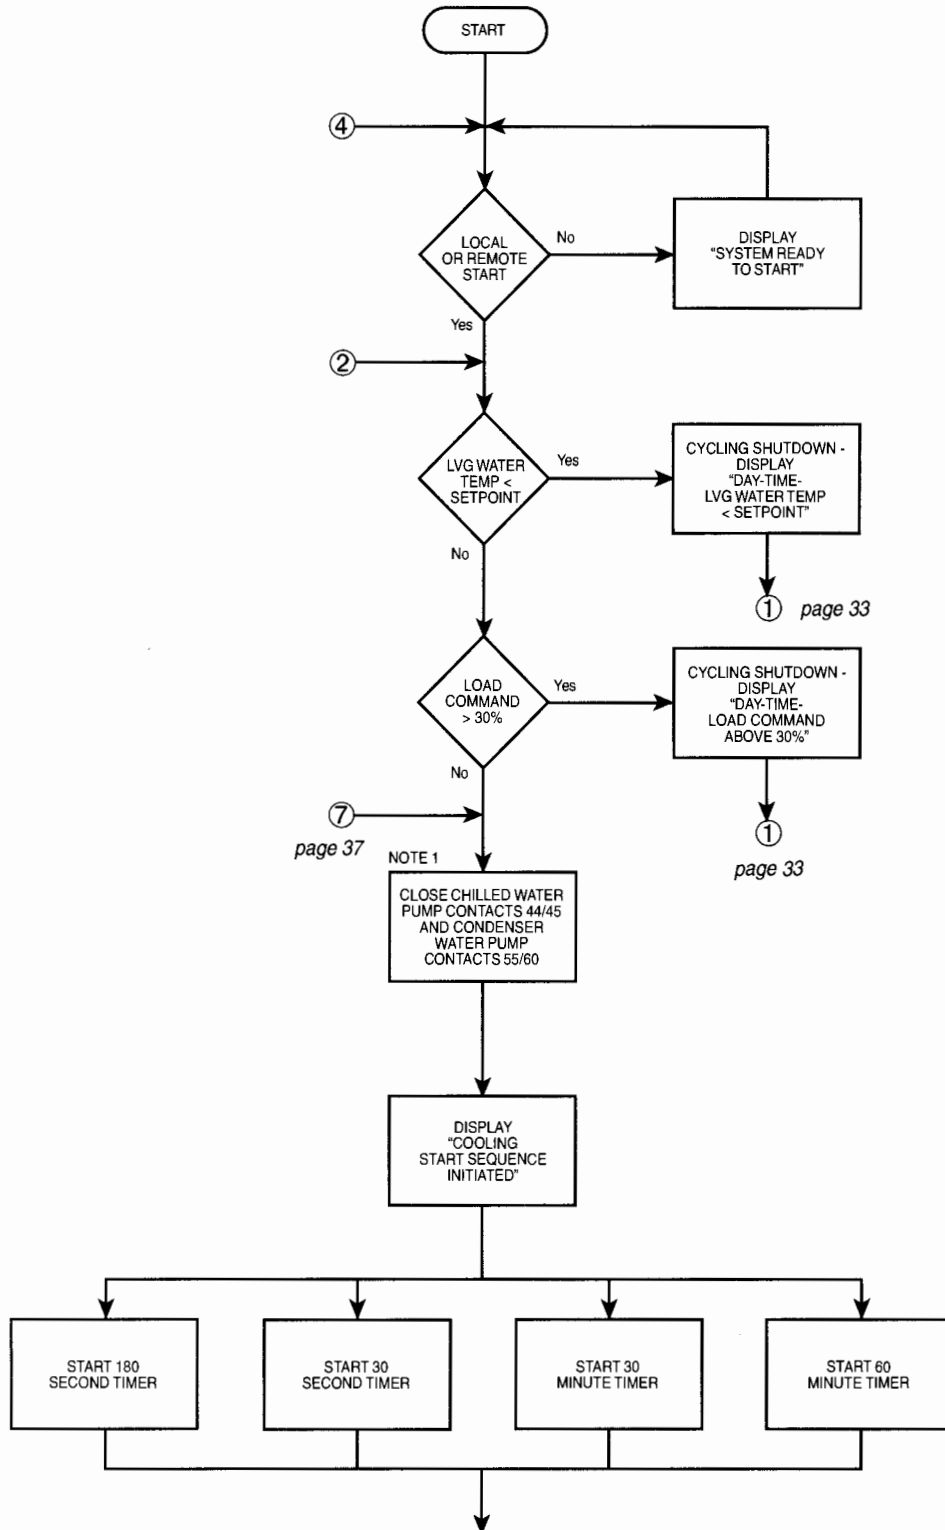 START
④
LOCAL
OR REMOTE
START
No
DISPLAY
“SYSTEM READY
TO START”
Yes
②
LVG WATER
TEMP <
SETPOINT
Yes
CYCLING SHUTDOWN -
DISPLAY
“DAY-TIME-
LVG WATER TEMP
< SETPOINT”
No
① page 33
LOAD
COMMAND
> 30%
Yes
CYCLING SHUTDOWN -
DISPLAY
“DAY-TIME-
LOAD COMMAND
ABOVE 30%”
No
⑦
page 37
①
page 33
NOTE 1
CLOSE CHILLED WATER
PUMP CONTACTS 44/45
AND CONDENSER
WATER PUMP
CONTACTS 55/60
DISPLAY
“COOLING
START SEQUENCE
INITIATED”
START 180
SECOND TIMER
START 30
SECOND TIMER
START 30
MINUTE TIMER
START 60
MINUTE TIMER